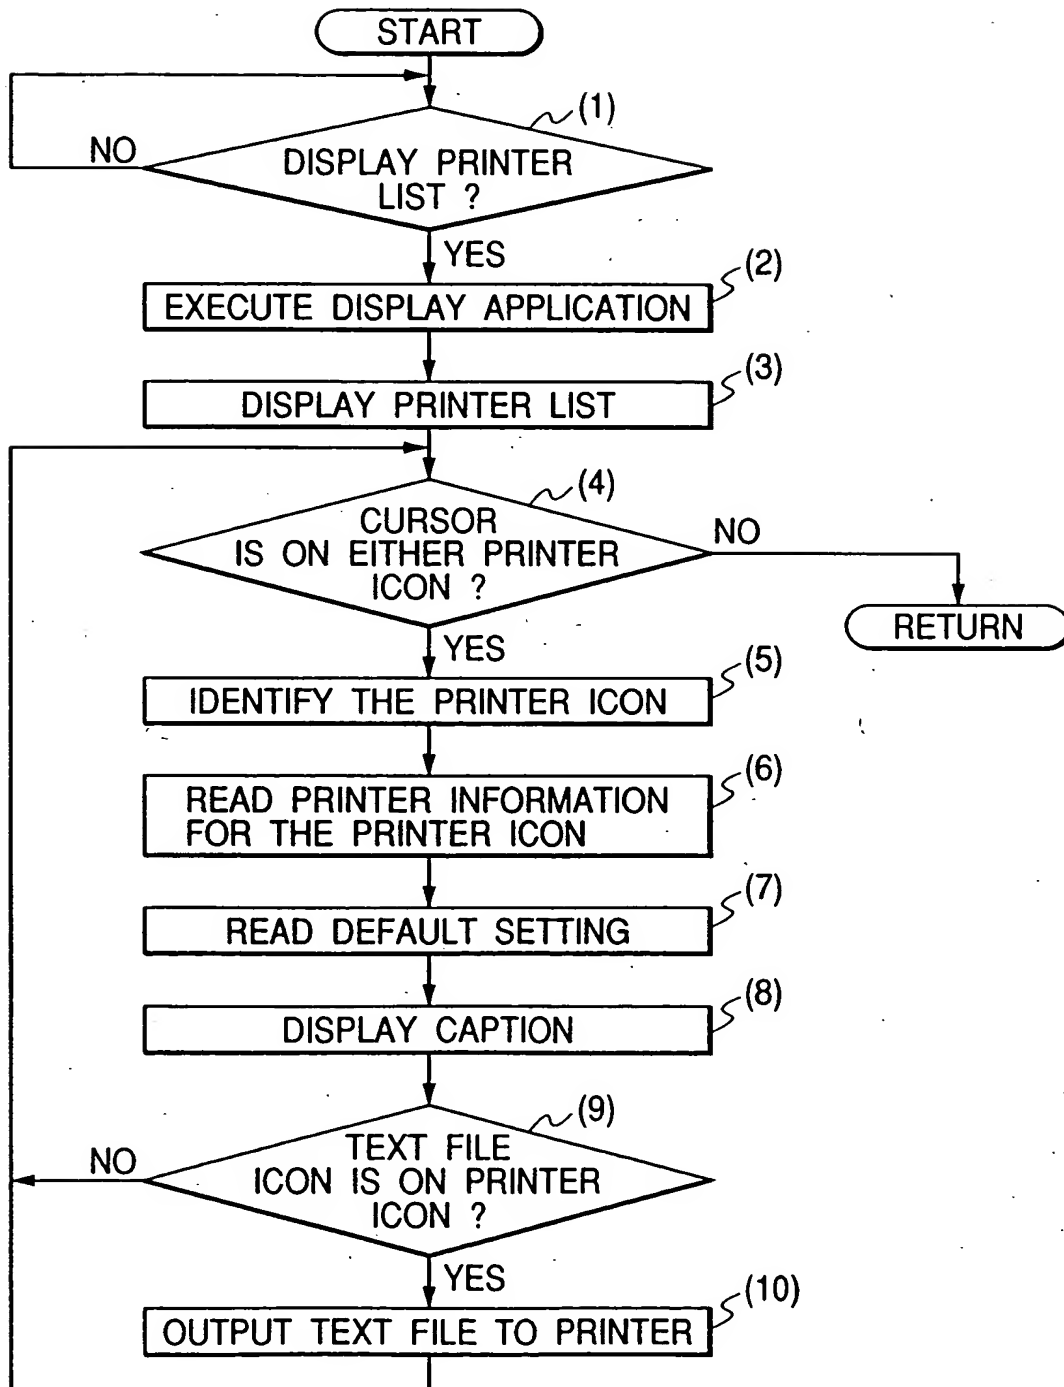 START
(1)
NO
DISPLAY PRINTER
LIST ?
YES
(2)
EXECUTE DISPLAY APPLICATION
(3)
DISPLAY PRINTER LIST
(4)
CURSOR
IS ON EITHER PRINTER
ICON ?
NO
RETURN
YES
(5)
IDENTIFY THE PRINTER ICON
(6)
READ PRINTER INFORMATION
FOR THE PRINTER ICON
(7)
READ DEFAULT SETTING
(8)
DISPLAY CAPTION
(9)
NO
TEXT FILE
ICON IS ON PRINTER
ICON ?
YES
(10)
OUTPUT TEXT FILE TO PRINTER